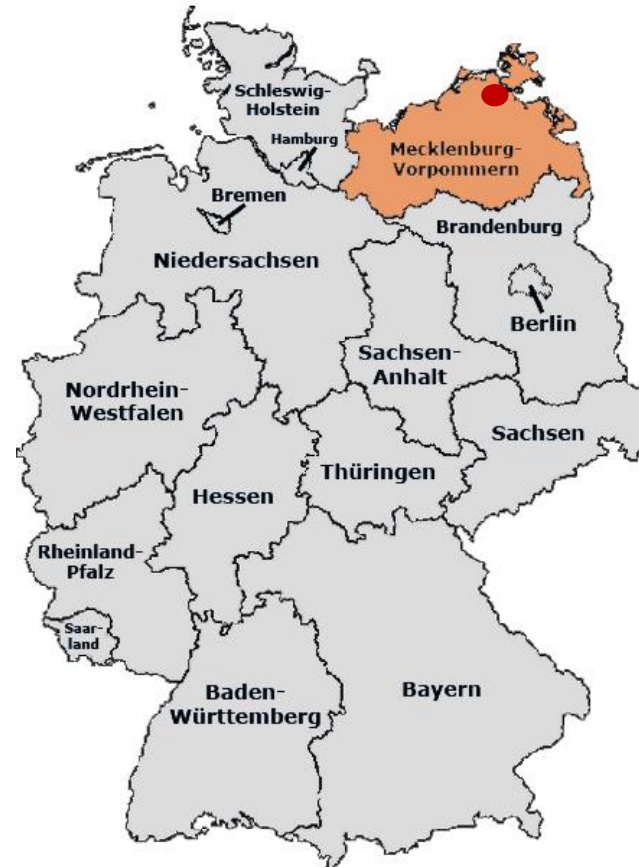 Schleswig-
Holstein
Hamburg
Mecklenburg-
Vorpommern
Bremen
Brandenburg
Niedersachsen
Berlin
Sachsen-
Anhalt
Nordrhein-
Westfalen
Sachsen
Thüringen
Hessen
Rheinland-
Pfalz
Saar-
land
Baden-
Württemberg
Bayern